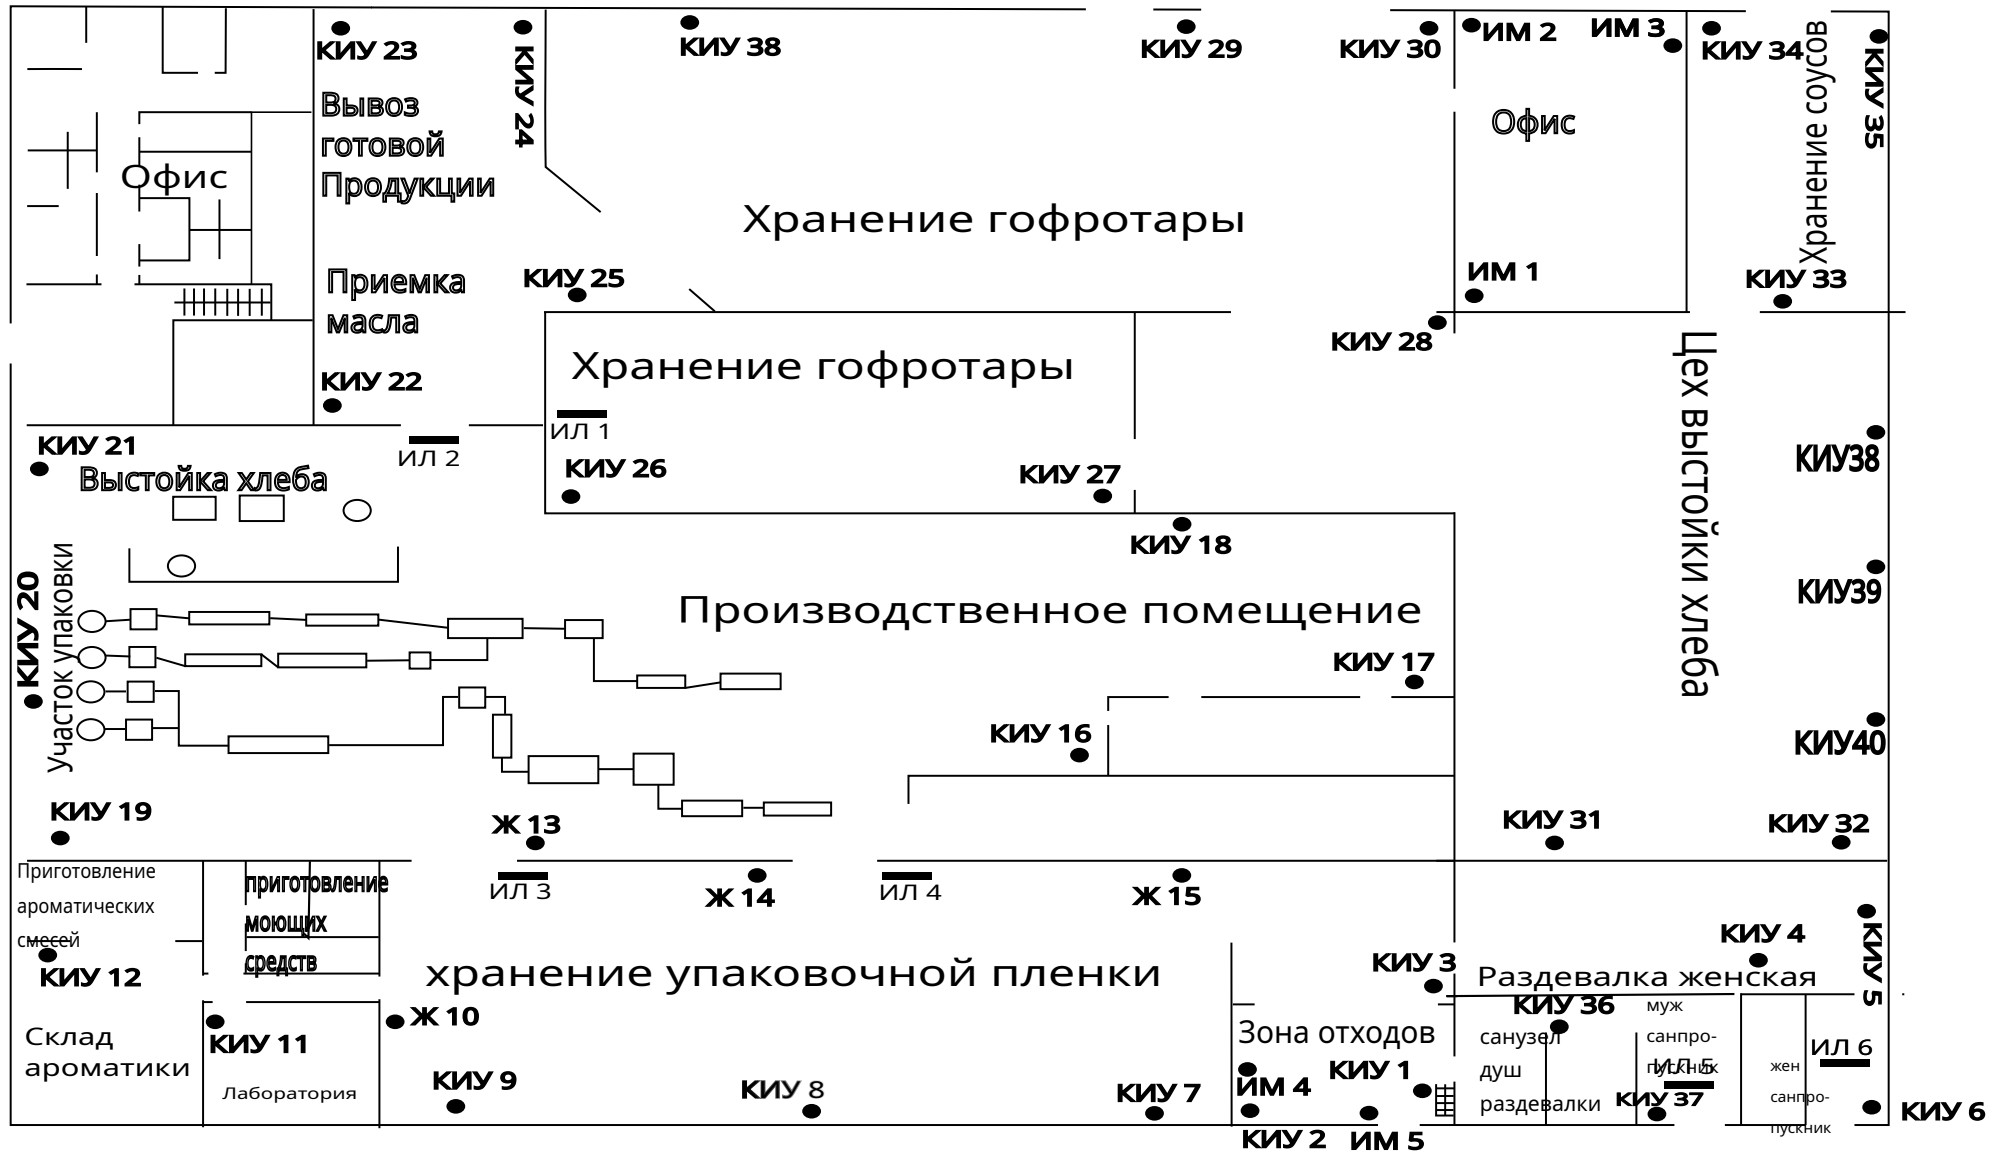 КИУ 23
КИУ 24
КИУ 38
КИУ 29
КИУ 30
ИМ 2
ИМ 3
КИУ 34
КИУ 35
Хранение соусов
Вывоз
готовой
Продукции
Офис
Офис
Хранение гофротары
Приемка
масла
КИУ 25
ИМ 1
КИУ 33
КИУ 28
КИУ 22
Хранение гофротары
ИЛ 1
ИЛ 2
КИУ 26
КИУ 27
КИУ 21
Выстойка хлеба
КИУ 18
Цех выстойки хлеба
КИУ38
КИУ39
КИУ40
КИУ 20
Участок упаковки
Производственное помещение
КИУ 17
КИУ 16
КИУ 19
Ж 13
КИУ 31
КИУ 32
Приготовление
ароматических
смесей
приготовление
моющих
средств
ИЛ 3
Ж 14
ИЛ 4
Ж 15
КИУ 12
хранение упаковочной пленки
КИУ 3
КИУ 4
КИУ 5
Раздевалка женская
Склад
ароматики
КИУ 11
Ж 10
Лаборатория
КИУ 9
КИУ 8
КИУ 7
Зона отходов
ИМ 4
КИУ 1
КИУ 2
ИМ 5
КИУ 36
санузел
душ
раздевалки
муж
санпро-
пускник
ИЛ 5
КИУ 37
ИЛ 6
жен
санпро-
пускник
КИУ 6